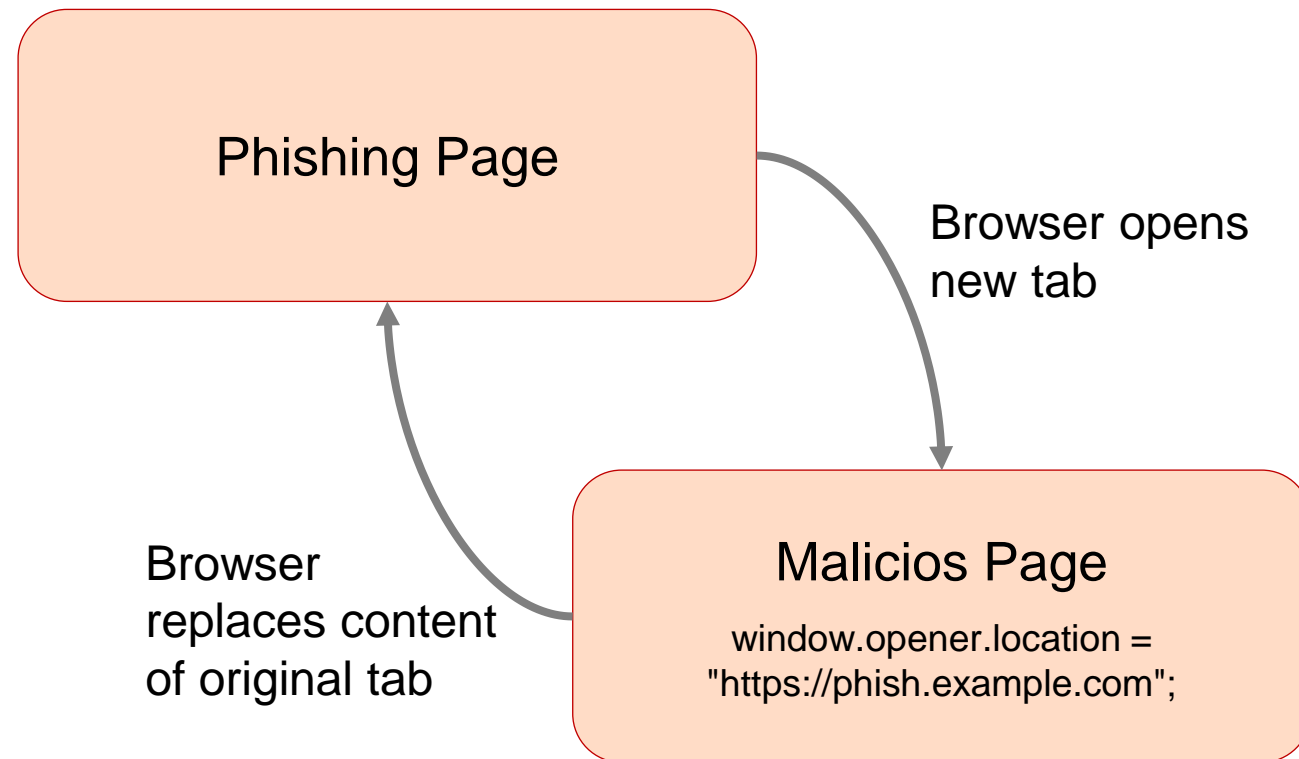 Phishing Page
Browser opens
new tab
Browser
replaces content
of original tab
Malicios Page
window.opener.location =
"https://phish.example.com";